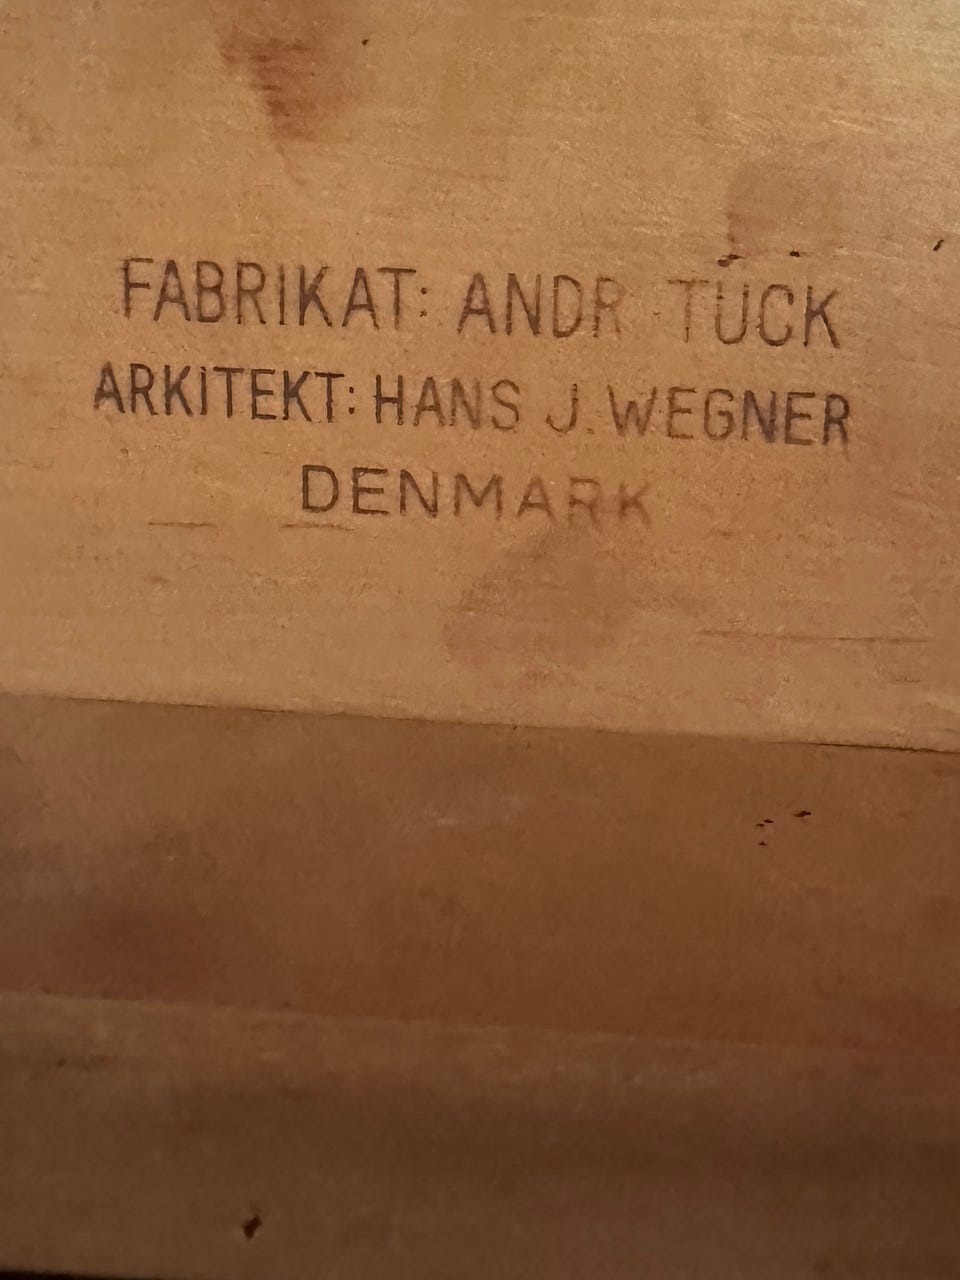 FABRIKAT: ANDR TUCK
ARKITEKT: HANS J. WEGNER
DENMARK